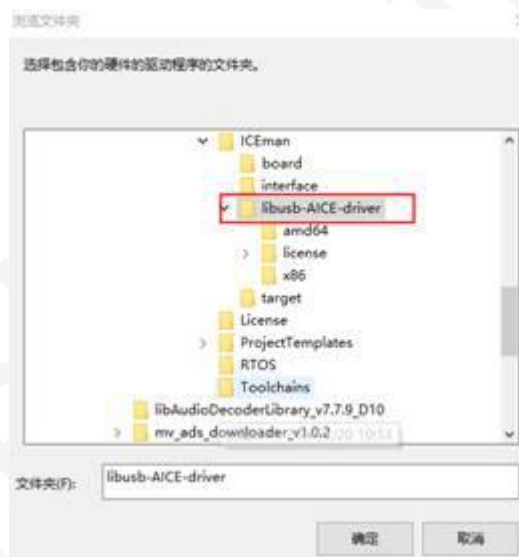 浏览文件夹
选择包含你的硬件的驱动程序的文件夹。
ICEman
board
interface
libusb-AICE-driver
amd64
license
x86
target
License
ProjectTemplates
RTOS
Toolchains
libAudioDecoderLibrary_v7.7.9_D10
mv_ads_downloader_v1.0.2
文件夹(F):
libusb-AICE-driver
确定
取消